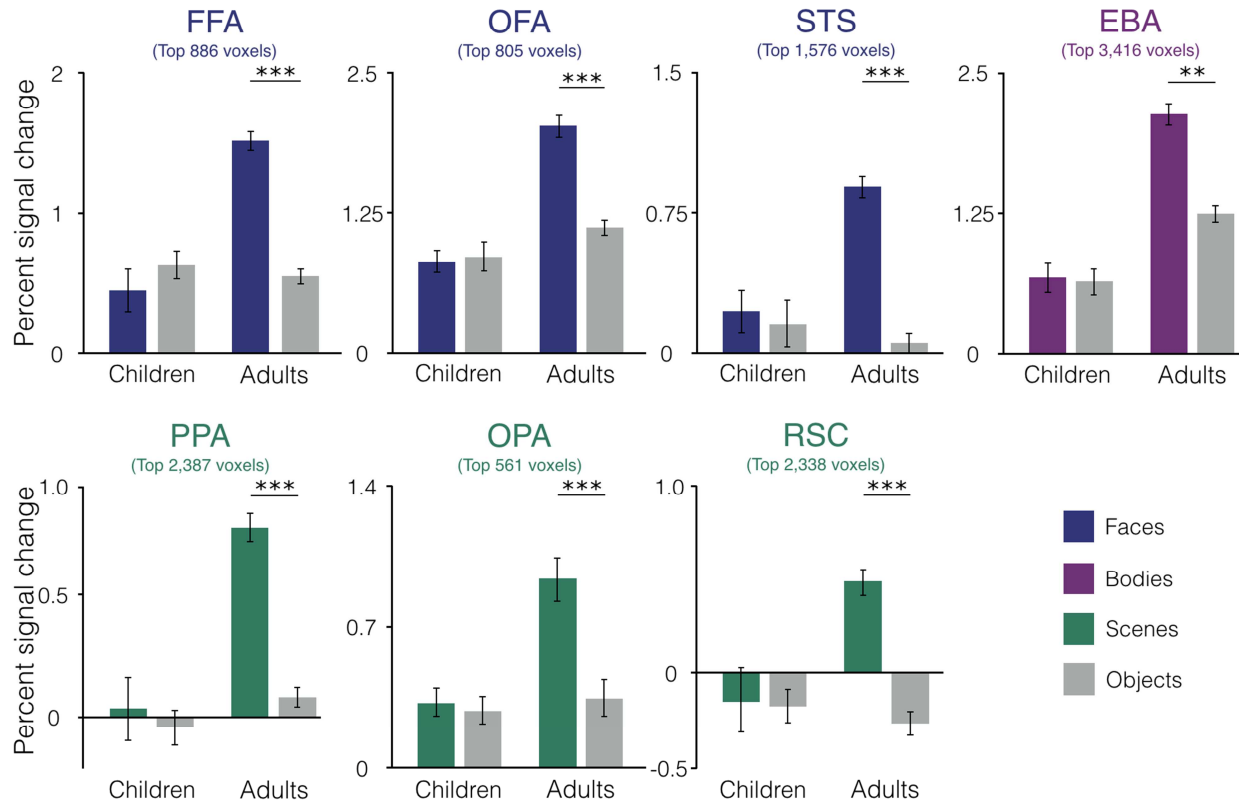 FFA
(Top 886 voxels)
OFA
(Top 805 voxels)
STS
(Top 1,576 voxels)
EBA
(Top 3,416 voxels)
Percent signal change
2
1
0
***
Children
Adults
2.5
1.25
0
***
Children
Adults
1.5
0.75
0
***
Children
Adults
2.5
1.25
0
**
Children
Adults
PPA
(Top 2,387 voxels)
OPA
(Top 561 voxels)
RSC
(Top 2,338 voxels)
Percent signal change
1.0
0.5
0
***
Children
Adults
1.4
0.7
0
***
Children
Adults
1.0
0
-0.5
***
Children
Adults
Faces
Bodies
Scenes
Objects